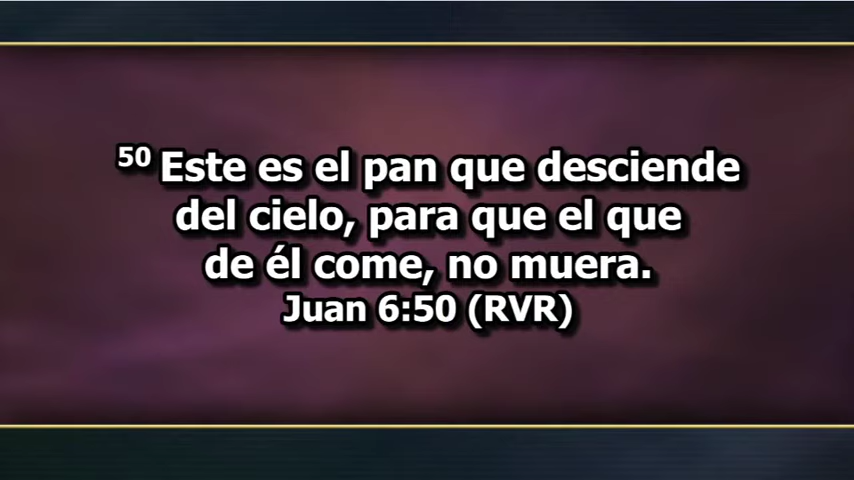 50 Este es el pan que desciende
del cielo, para que el que
de él come, no muera.
Juan 6:50 (RVR)